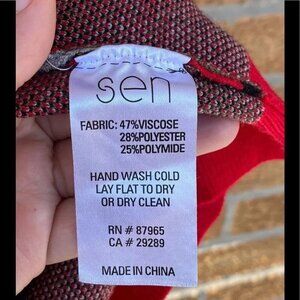 sen
FABRIC: 47%VISCOSE
28%POLYESTER
25%POLYMIDE
HAND WASH COLD
LAY FLAT TO DRY
OR DRY CLEAN
RN # 87965
CA # 29289
MADE IN CHINA